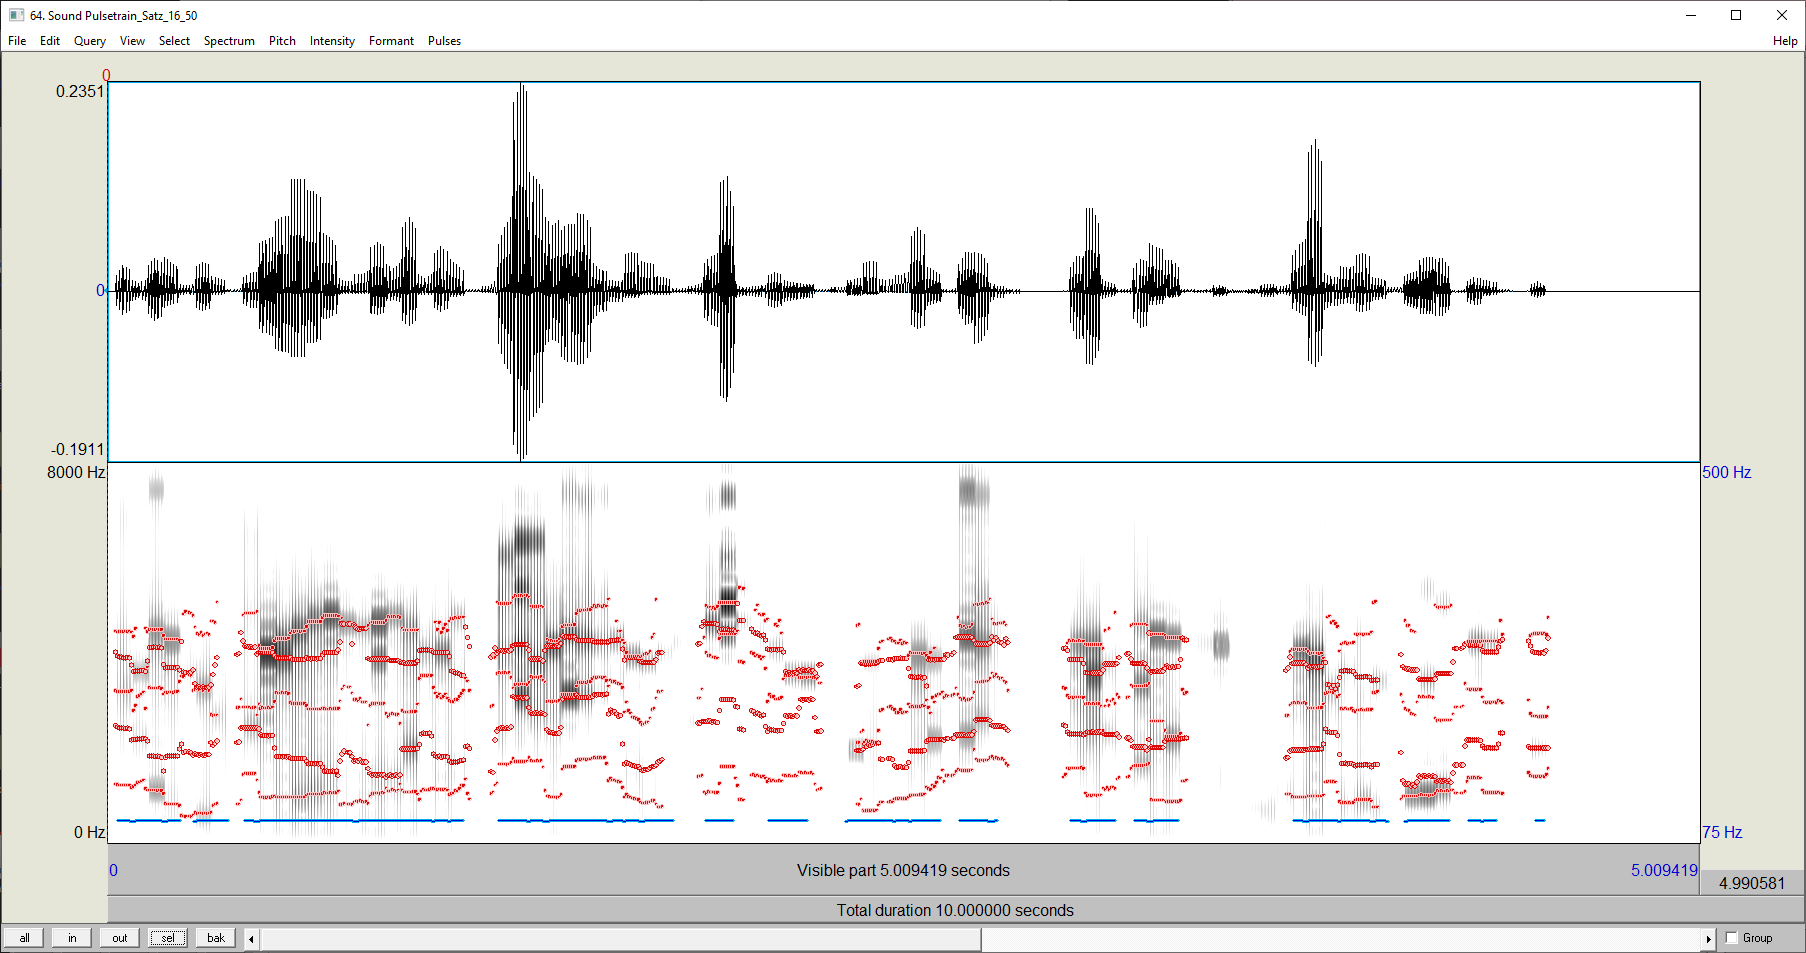 64. Sound Pulsetrain_Satz_16_50
File Edit Query View Select Spectrum Pitch Intensity Formant Pulses Help
0
0.2351
0
-0.1911
8000 Hz 500 Hz
0 Hz 75 Hz
0 Visible part 5.009419 seconds 5.009419
4.990581
Total duration 10.000000 seconds
all in out sel bak Group